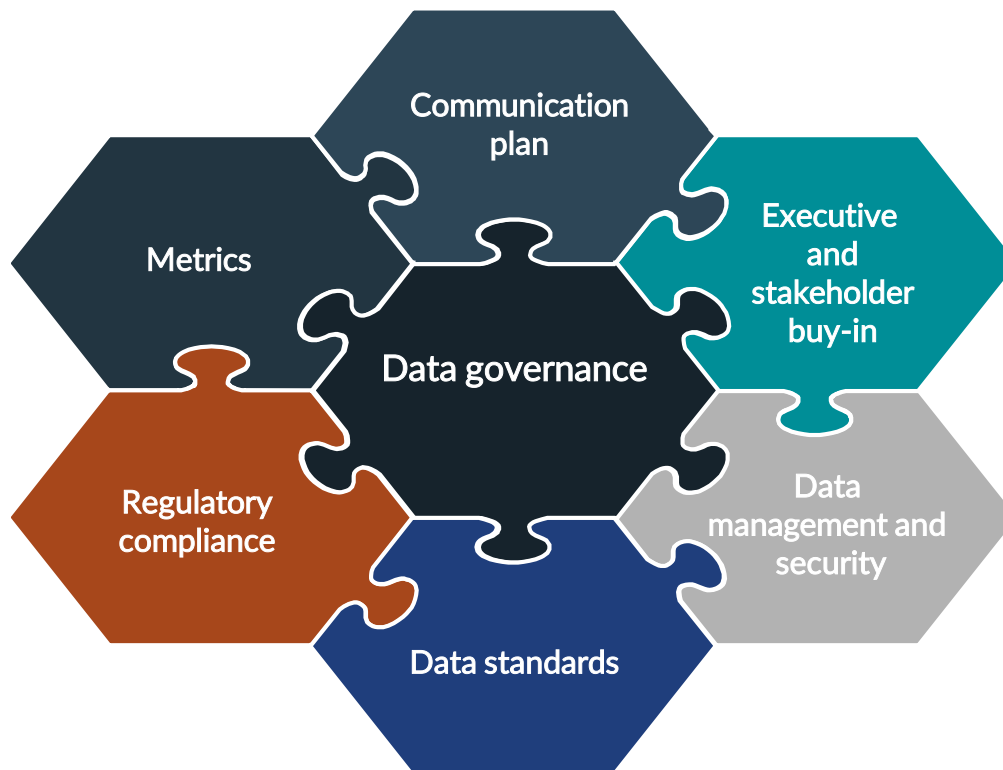 Communication
plan
Executive
and
stakeholder
buy-in
Metrics
Data governance
Regulatory
compliance
Data
management and
security
Data standards